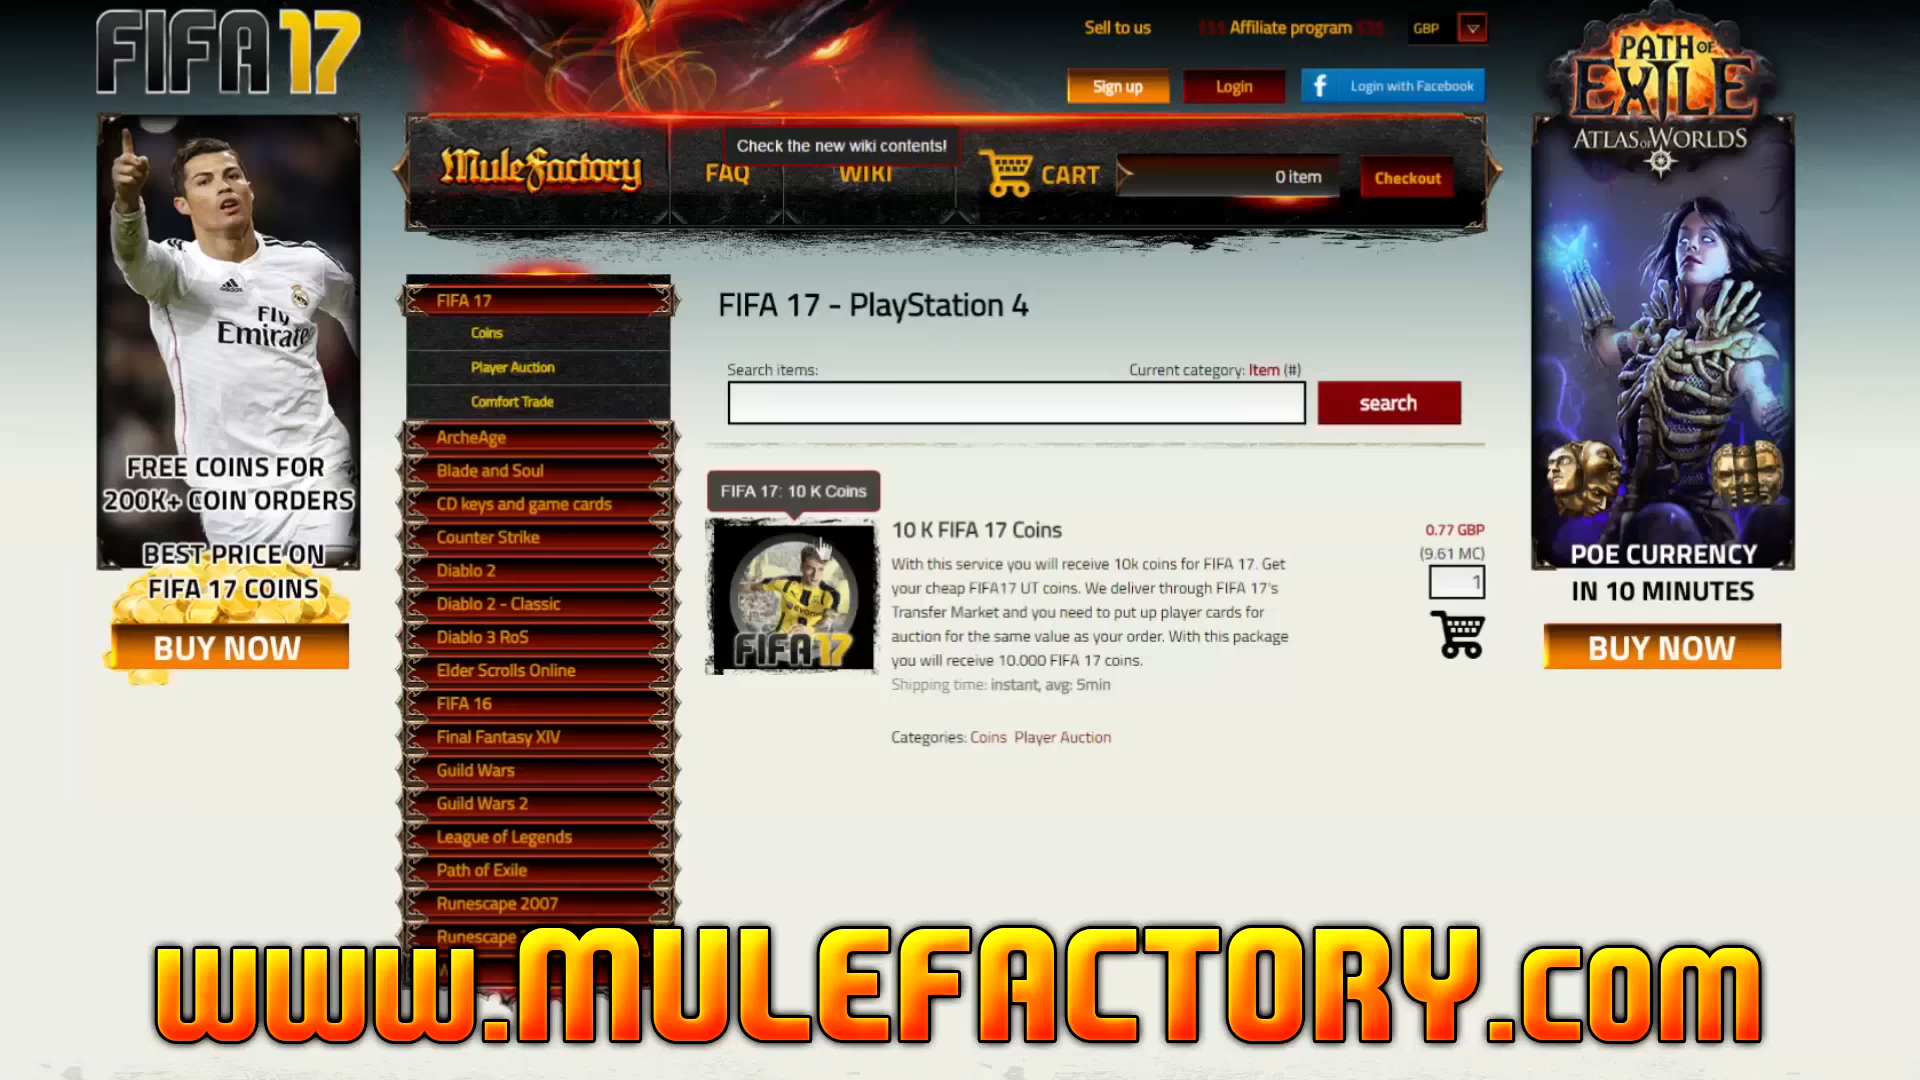 FIFA 17
Sell to us
$$$ Affiliate program $$$
GBP
Sign up
Login
f
Login with Facebook
PATH OF
EXILE
ATLAS OF WORLDS
MuleFactory
FAQ
Check the new wiki contents!
WIKI
CART
0 item
Checkout
Fly
Emirates
FREE COINS FOR
200K+ COIN ORDERS
BEST PRICE ON
FIFA 17 COINS
BUY NOW
FIFA 17
Coins
Player Auction
Comfort Trade
ArcheAge
Blade and Soul
CD keys and game cards
Counter Strike
Diablo 2
Diablo 2 - Classic
Diablo 3 RoS
Elder Scrolls Online
FIFA 16
Final Fantasy XIV
Guild Wars
Guild Wars 2
League of Legends
Path of Exile
Runescape 2007
Runescape
FIFA 17 - PlayStation 4
Search items:
Current category: Item (#)
search
FIFA 17: 10 K Coins
FIFA 17
10 K FIFA 17 Coins
With this service you will receive 10k coins for FIFA 17. Get
your cheap FIFA17 UT coins. We deliver through FIFA 17's
Transfer Market and you need to put up player cards for
auction for the same value as your order. With this package
you will receive 10.000 FIFA 17 coins.
Shipping time: instant, avg: 5min
Categories: Coins Player Auction
0.77 GBP
(9.61 MC)
1
POE CURRENCY
IN 10 MINUTES
BUY NOW
www.MULEFACTORY.com